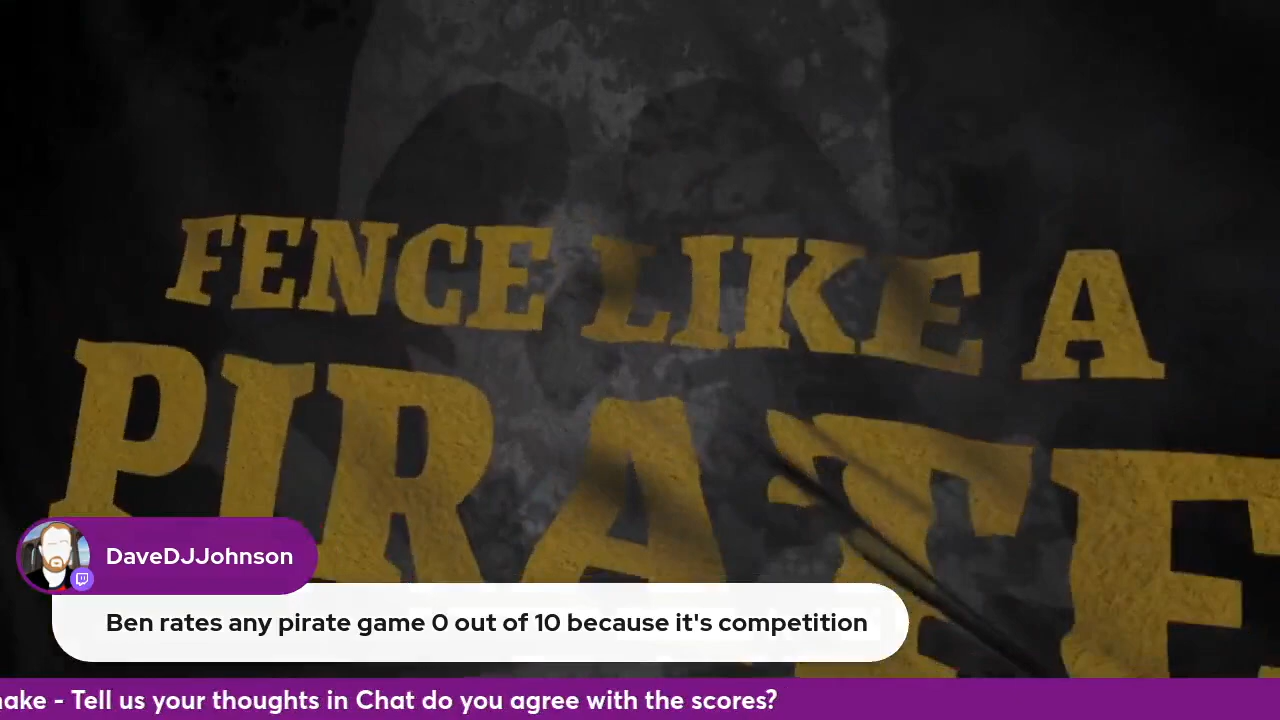 FENCE LIKE A
PIRATE
DaveDJJohnson
Ben rates any pirate game 0 out of 10 because it's competition
ake - Tell us your thoughts in Chat do you agree with the scores?